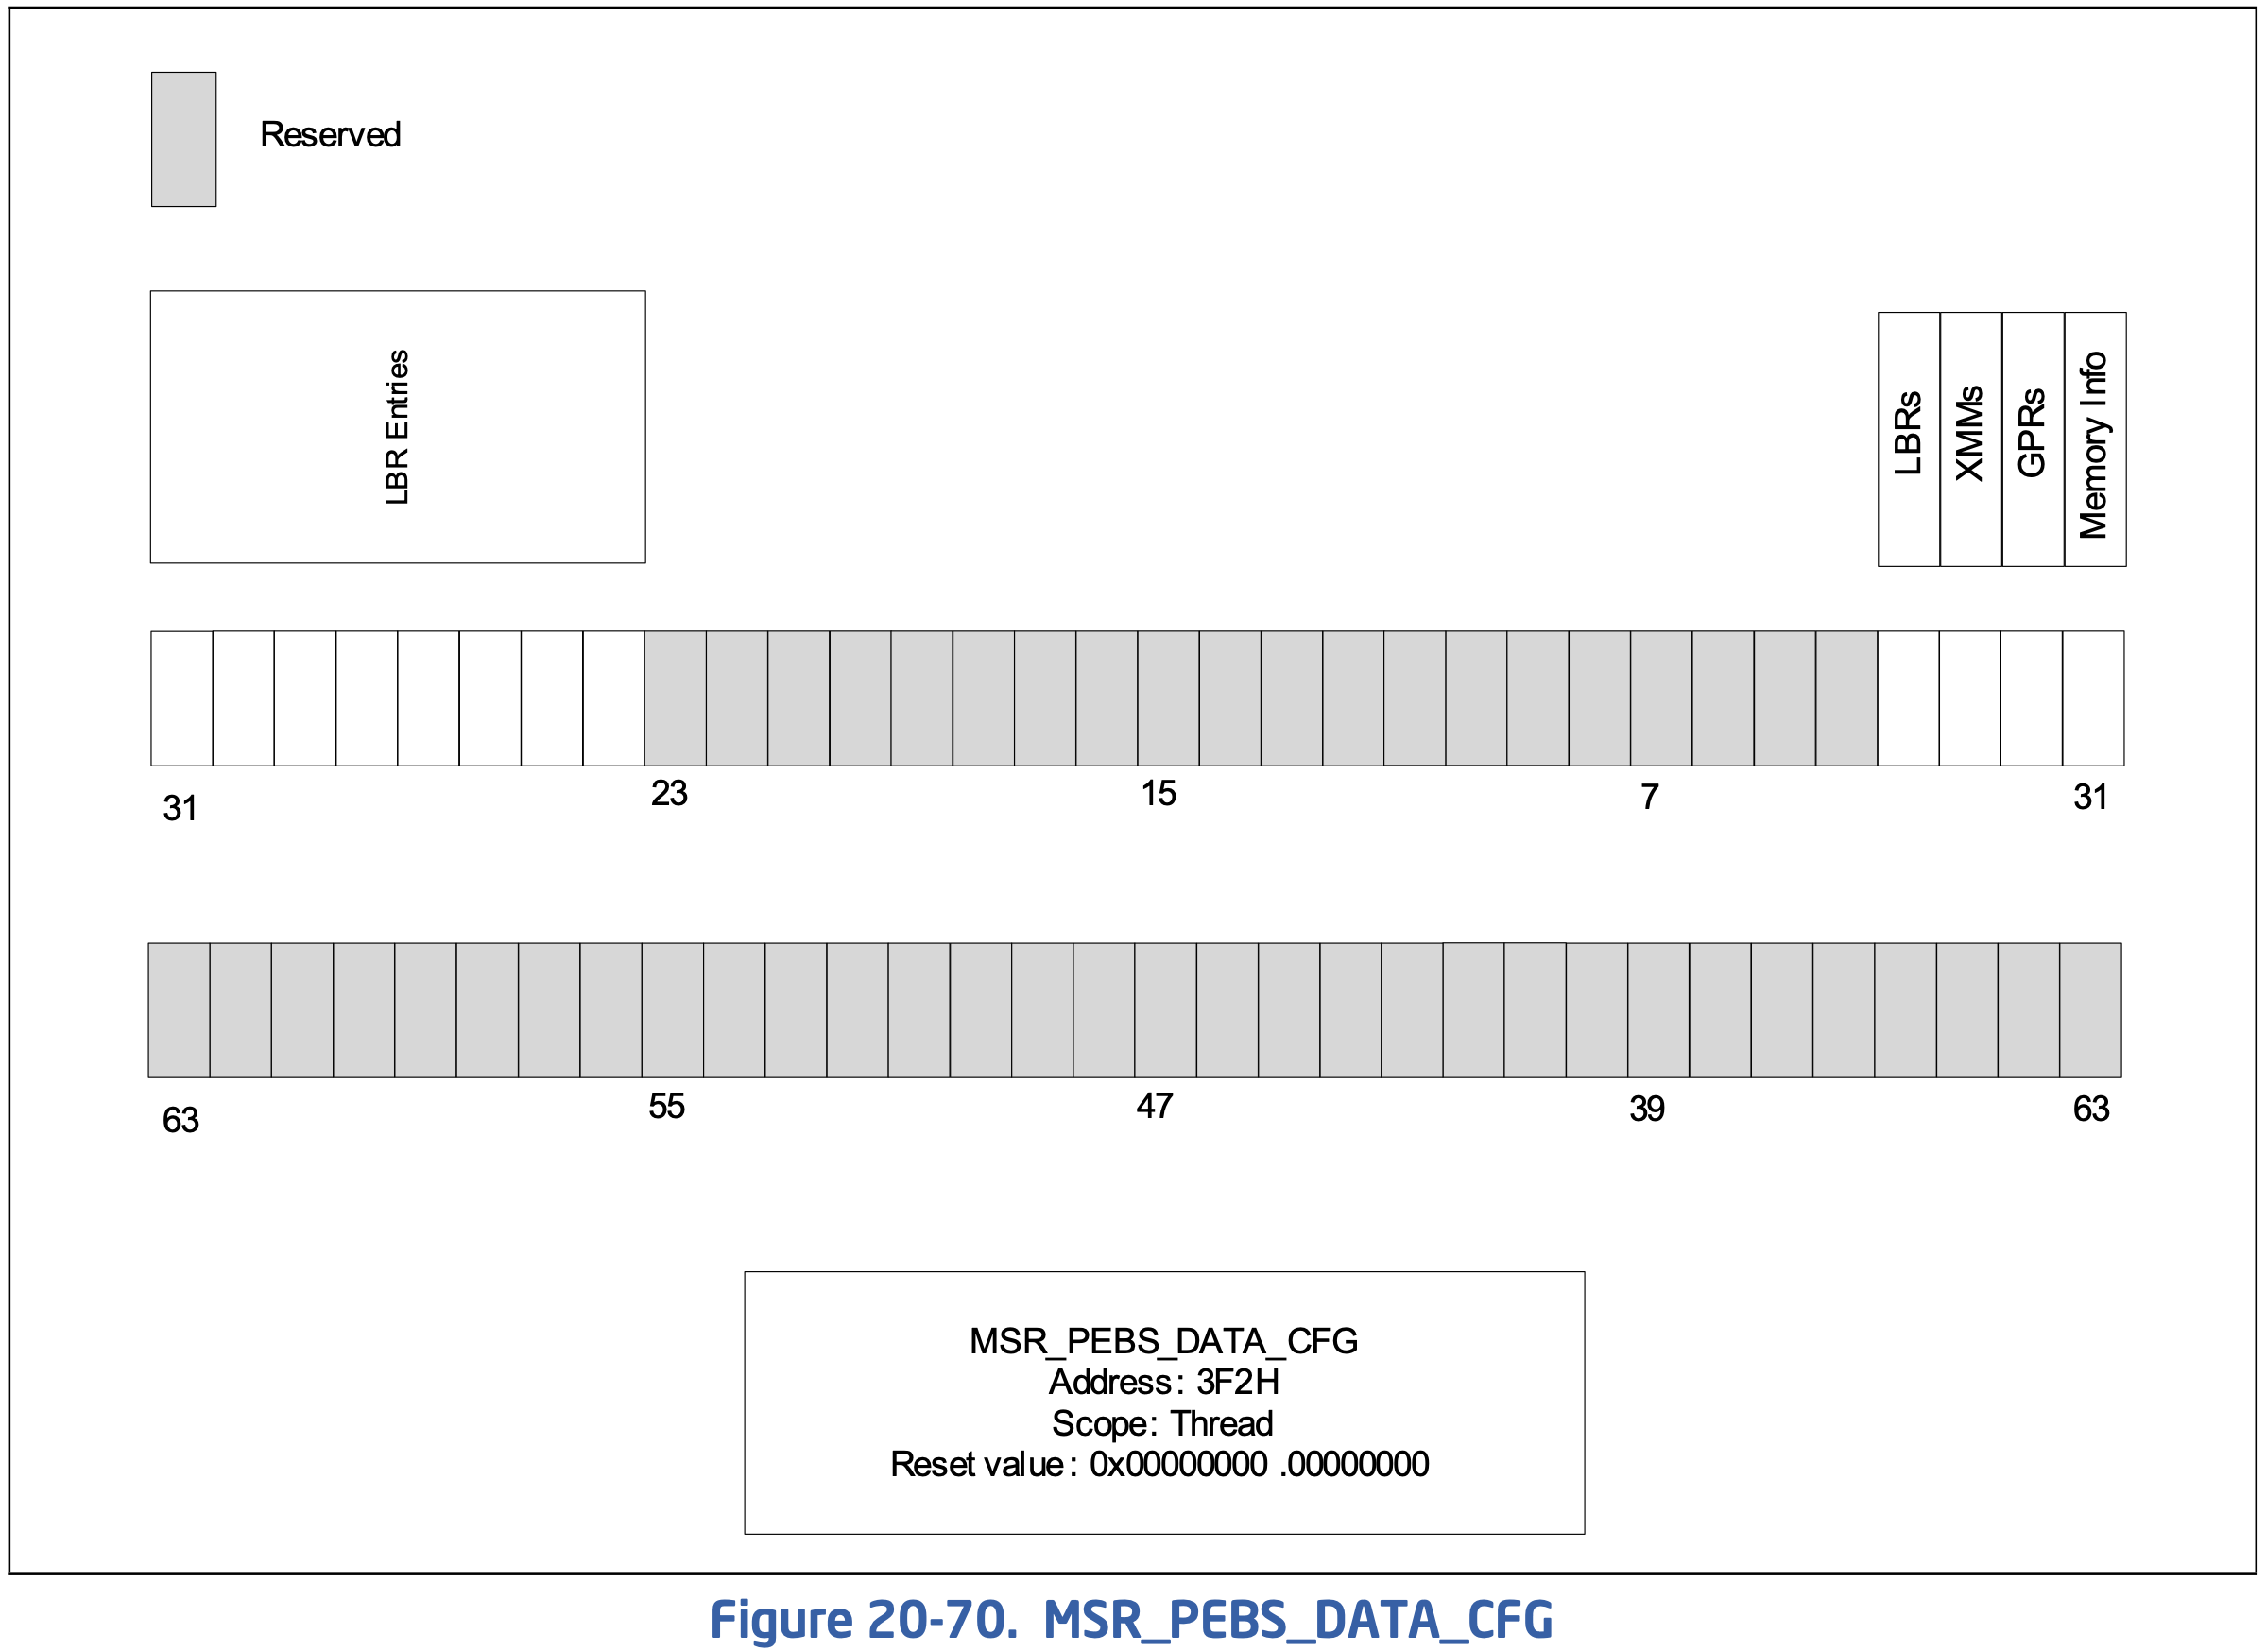 Reserved
LBR Entries
LBRs
XMMs
GPRs
Memory Info
31 23 15 7 31
63 55 47 39 63
MSR_PEBS_DATA_CFG
Address: 3F2H
Scope: Thread
Reset value: 0x00000000 .00000000
Figure 20-70. MSR_PEBS_DATA_CFG